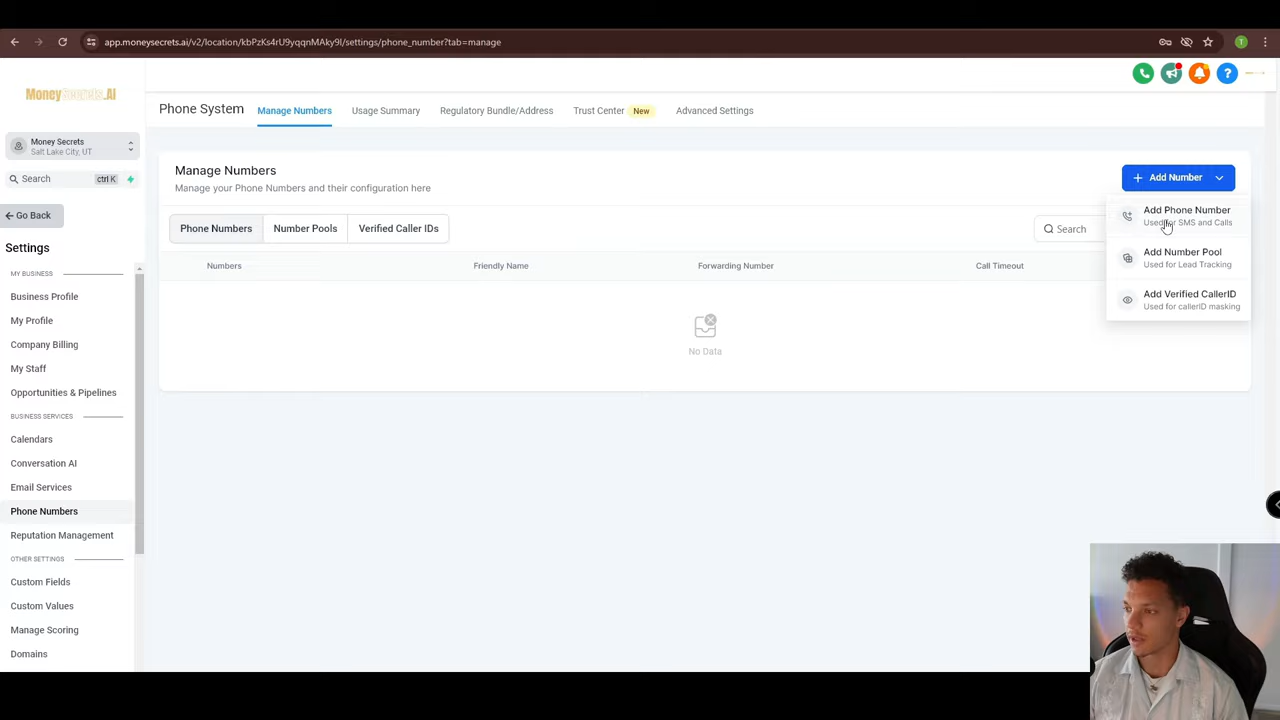 app.moneysecrets.ai/v2/location/kbPzKs4rU9yqqnMAky9l/settings/phone_number?tab=manage
T
MoneySecrets.AI
Money Secrets
Salt Lake City, UT
Search
ctrl K
Go Back
Settings
MY BUSINESS
Business Profile
My Profile
Company Billing
My Staff
Opportunities & Pipelines
BUSINESS SERVICES
Calendars
Conversation AI
Email Services
Phone Numbers
Reputation Management
OTHER SETTINGS
Custom Fields
Custom Values
Manage Scoring
Domains
Phone System
Manage Numbers
Usage Summary
Regulatory Bundle/Address
Trust Center New
Advanced Settings
Manage Numbers
Manage your Phone Numbers and their configuration here
+ Add Number
Phone Numbers
Number Pools
Verified Caller IDs
Search
Add Phone Number
Used for SMS and Calls
Add Number Pool
Used for Lead Tracking
Add Verified CallerID
Used for callerID masking
Numbers
Friendly Name
Forwarding Number
Call Timeout
No Data